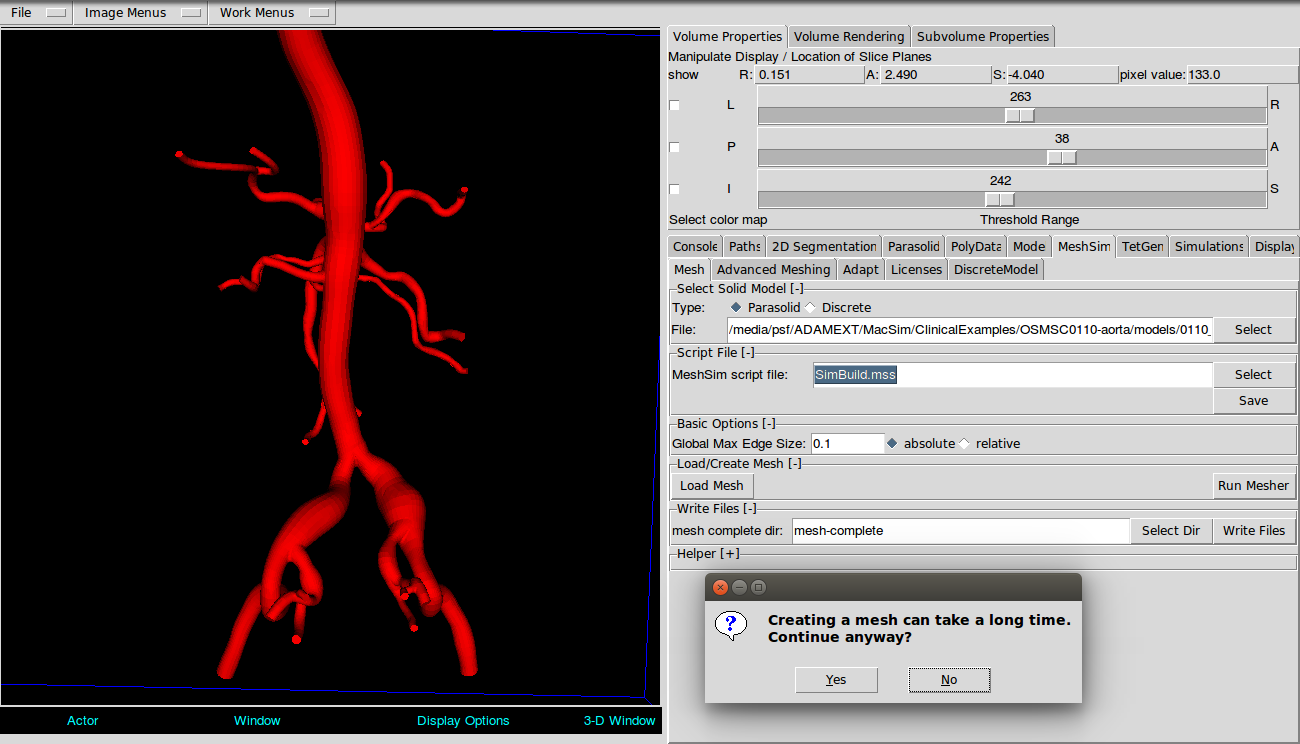 File Image Menus Work Menus
Volume Properties Volume Rendering Subvolume Properties
Manipulate Display / Location of Slice Planes
show R: 0.151 A: 2.490 S: -4.040 pixel value: 133.0
263
L R
38
P A
242
I S
Select color map Threshold Range
Console Paths 2D Segmentation Parasolid PolyData Mode MeshSim TetGen Simulations Display
Mesh Advanced Meshing Adapt Licenses DiscreteModel
Select Solid Model [-]
Type: Parasolid Discrete
File: /media/psf/ADAMEXT/MacSim/ClinicalExamples/OSMSC0110-aorta/models/0110_ Select
Script File [-]
MeshSim script file: SimBuild.mss Select
Save
Basic Options [-]
Global Max Edge Size: 0.1 absolute relative
Load/Create Mesh [-]
Load Mesh Run Mesher
Write Files [-]
mesh complete dir: mesh-complete Select Dir Write Files
Helper [+]
Creating a mesh can take a long time.
Continue anyway?
Yes No
Actor Window Display Options 3-D Window